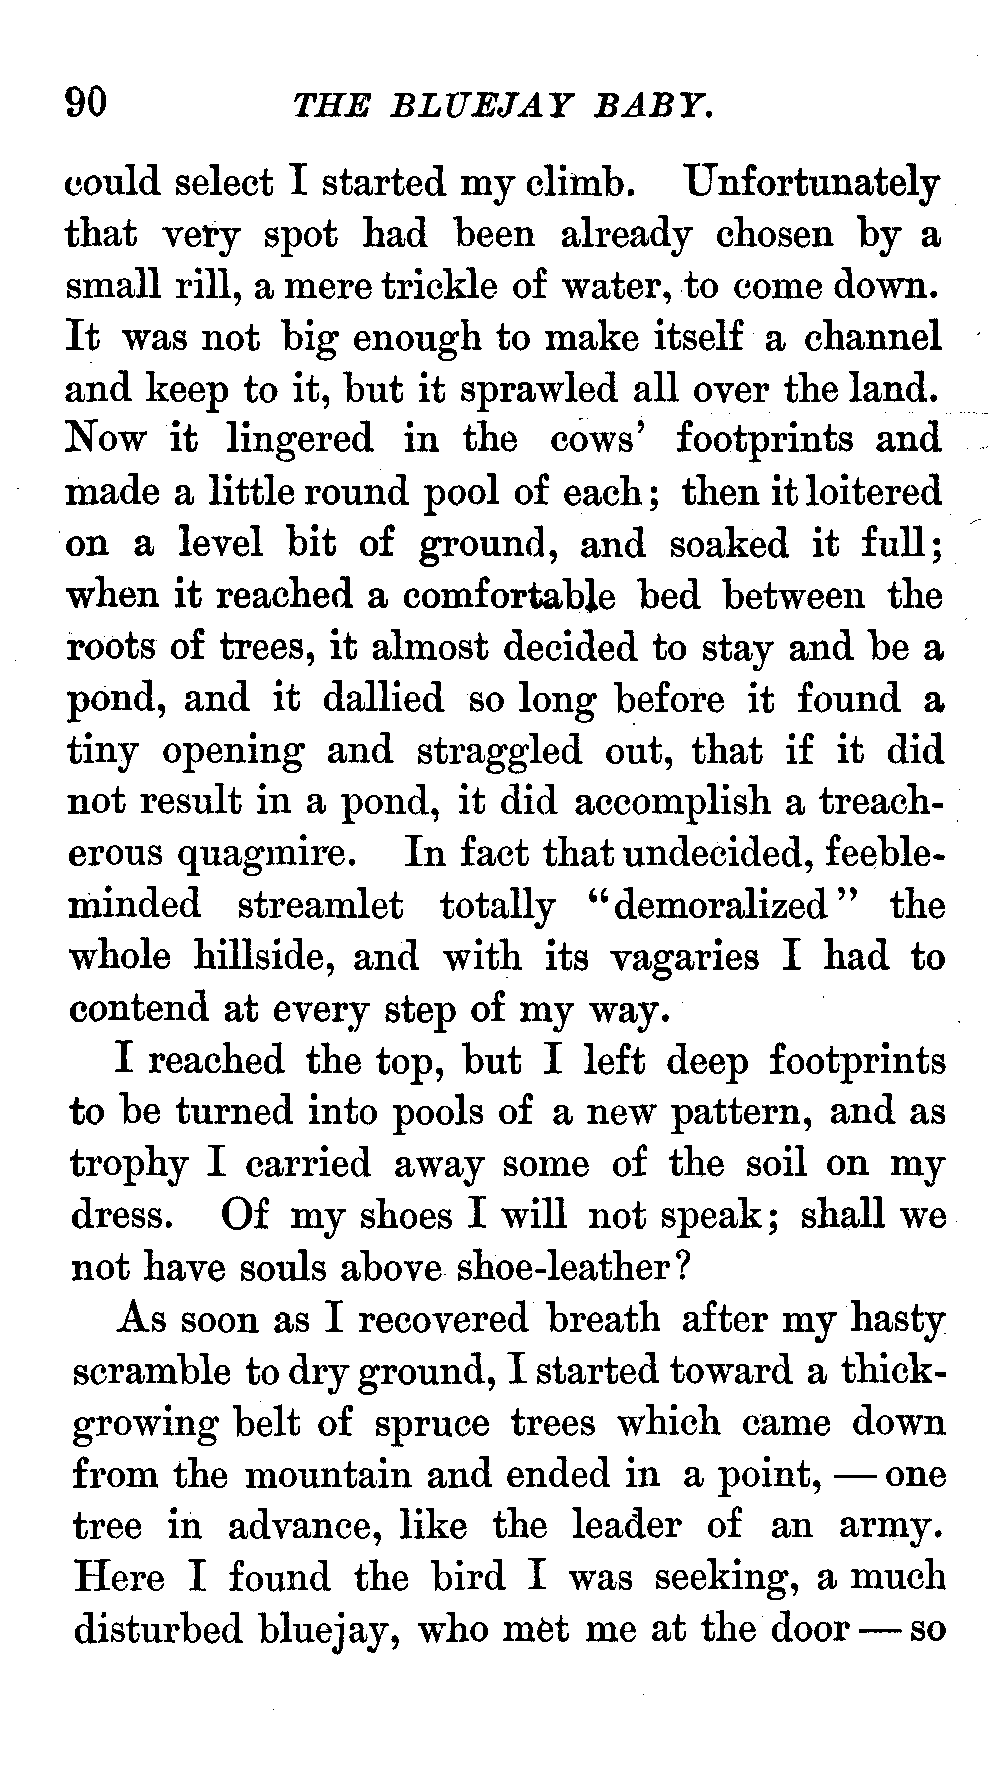 90 THE BLUEJAY BABY.
could select I started my climb. Unfortunately
that very spot had been already chosen by a
small rill, a mere trickle of water, to come down.
It was not big enough to make itself a channel
and keep to it, but it sprawled all over the land.
Now it lingered in the cows' footprints and
made a little round pool of each; then it loitered
on a level bit of ground, and soaked it full;
when it reached a comfortable bed between the
roots of trees, it almost decided to stay and be a
pond, and it dallied so long before it found a
tiny opening and straggled out, that if it did
not result in a pond, it did accomplish a treach-
erous quagmire. In fact that undecided, feeble-
minded streamlet totally "demoralized" the
whole hillside, and with its vagaries I had to
contend at every step of my way.
I reached the top, but I left deep footprints
to be turned into pools of a new pattern, and as
trophy I carried away some of the soil on my
dress. Of my shoes I will not speak; shall we
not have souls above shoe-leather?
As soon as I recovered breath after my hasty
scramble to dry ground, I started toward a thick-
growing belt of spruce trees which came down
from the mountain and ended in a point, — one
tree in advance, like the leader of an army.
Here I found the bird I was seeking, a much
disturbed bluejay, who met me at the door — so